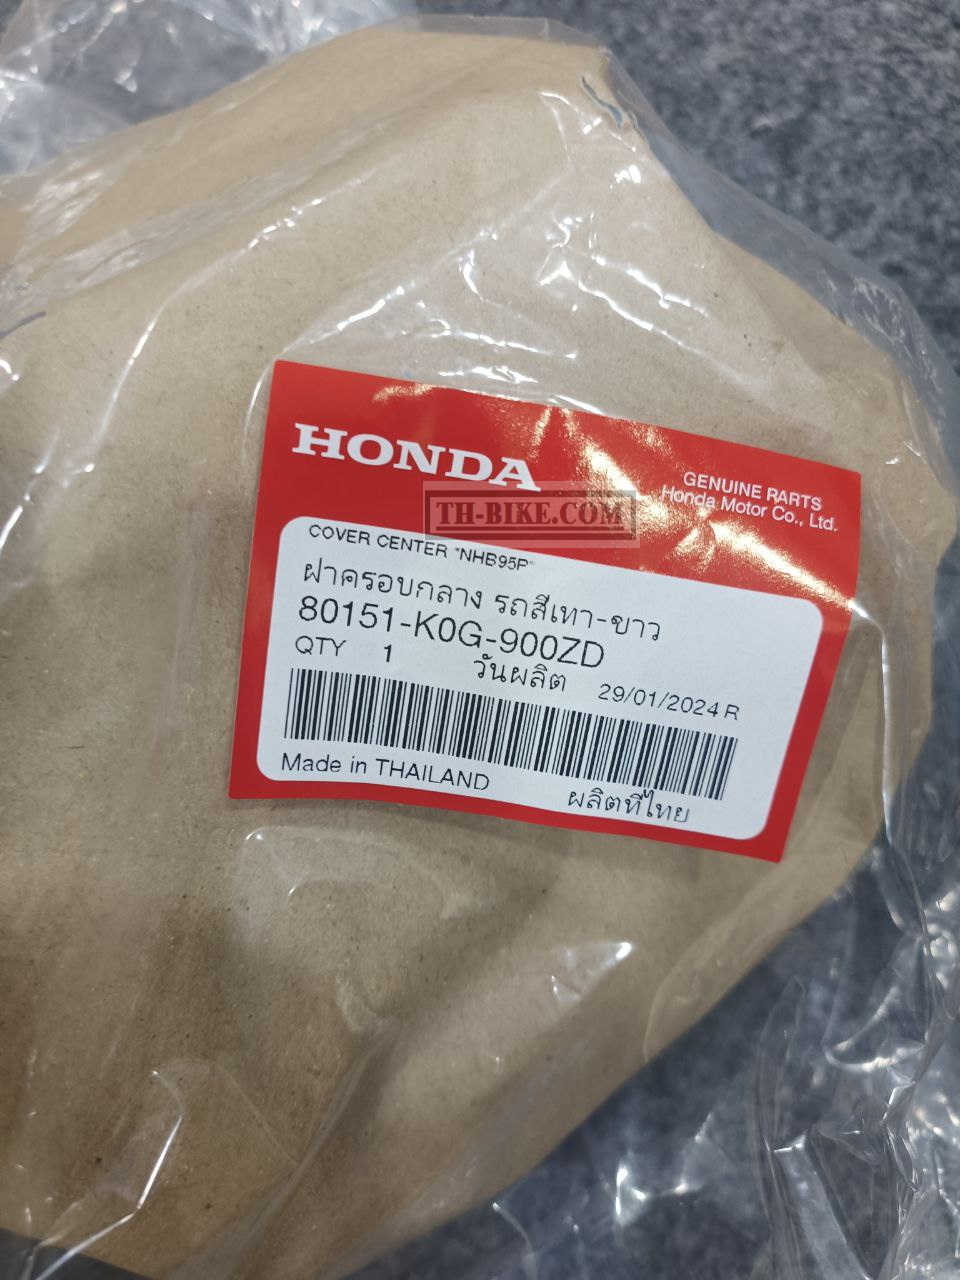 HONDA
GENUINE PARTS
Honda Motor Co., Ltd.
TH-BIKE.COM
COVER CENTER *NHB95P*
ฝาครอบกลาง รถสีเทา-ขาว
80151-K0G-900ZD
QTY 1 วันผลิต 29/01/2024 R
Made in THAILAND ผลิตที่ไทย